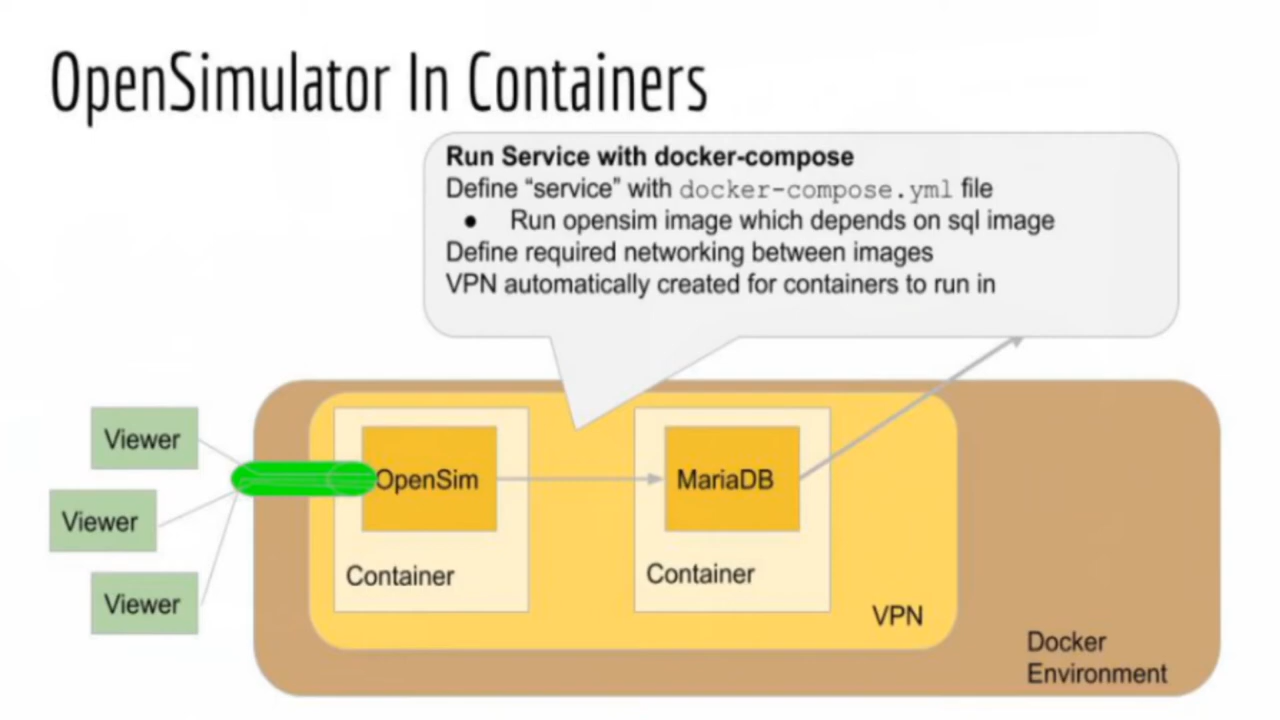 OpenSimulator In Containers
Run Service with docker-compose
Define “service” with docker-compose.yml file
● Run opensim image which depends on sql image
Define required networking between images
VPN automatically created for containers to run in
Viewer
Viewer
Viewer
OpenSim
Container
MariaDB
Container
VPN
Docker
Environment